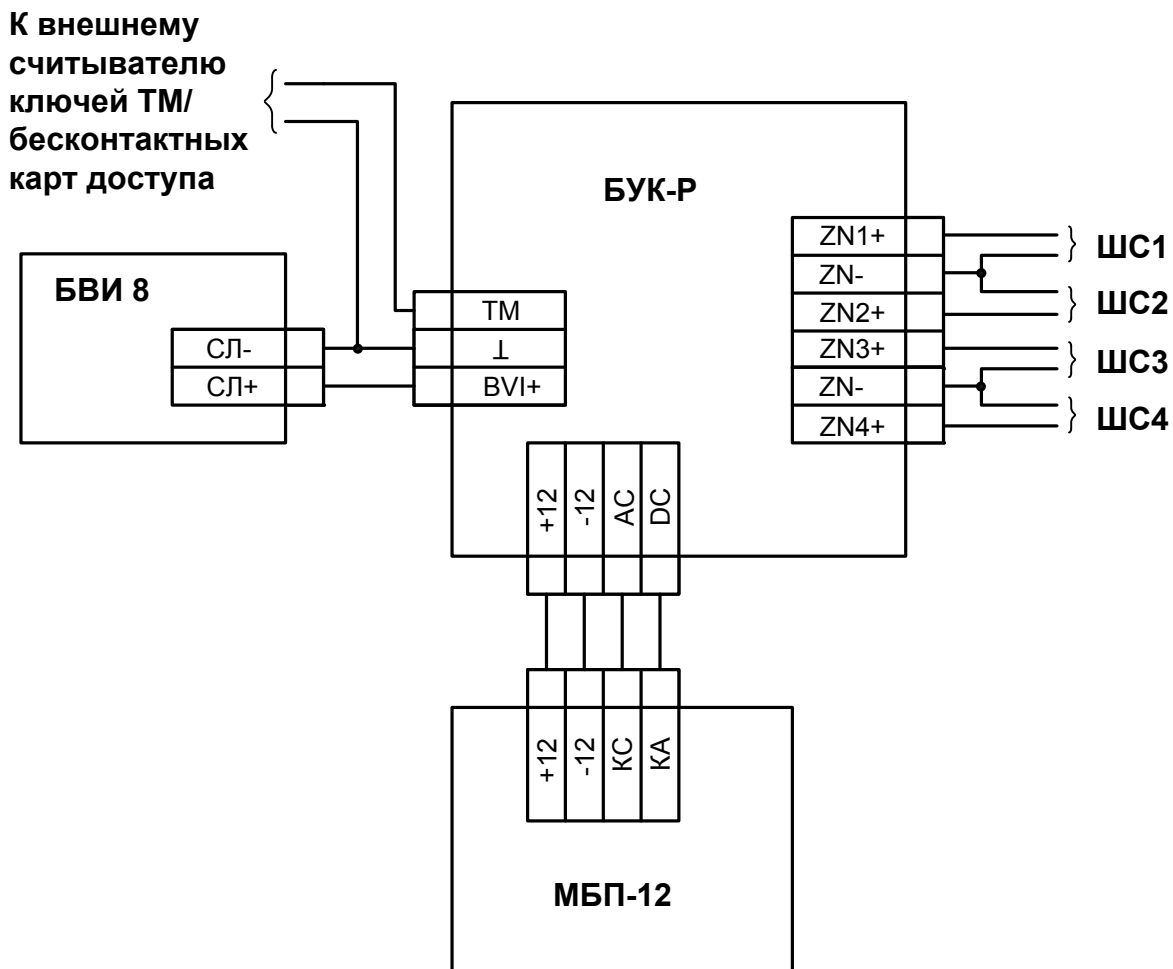 К внешнему
считывателю
ключей ТМ/
бесконтактных
карт доступа
БУК-Р
БВИ 8
СЛ-
СЛ+
TM
⊥
BVI+
ZN1+
ZN-
ZN2+
ZN3+
ZN-
ZN4+
ШС1
ШС2
ШС3
ШС4
+12
-12
AC
DC
+12
-12
КС
КА
МБП-12